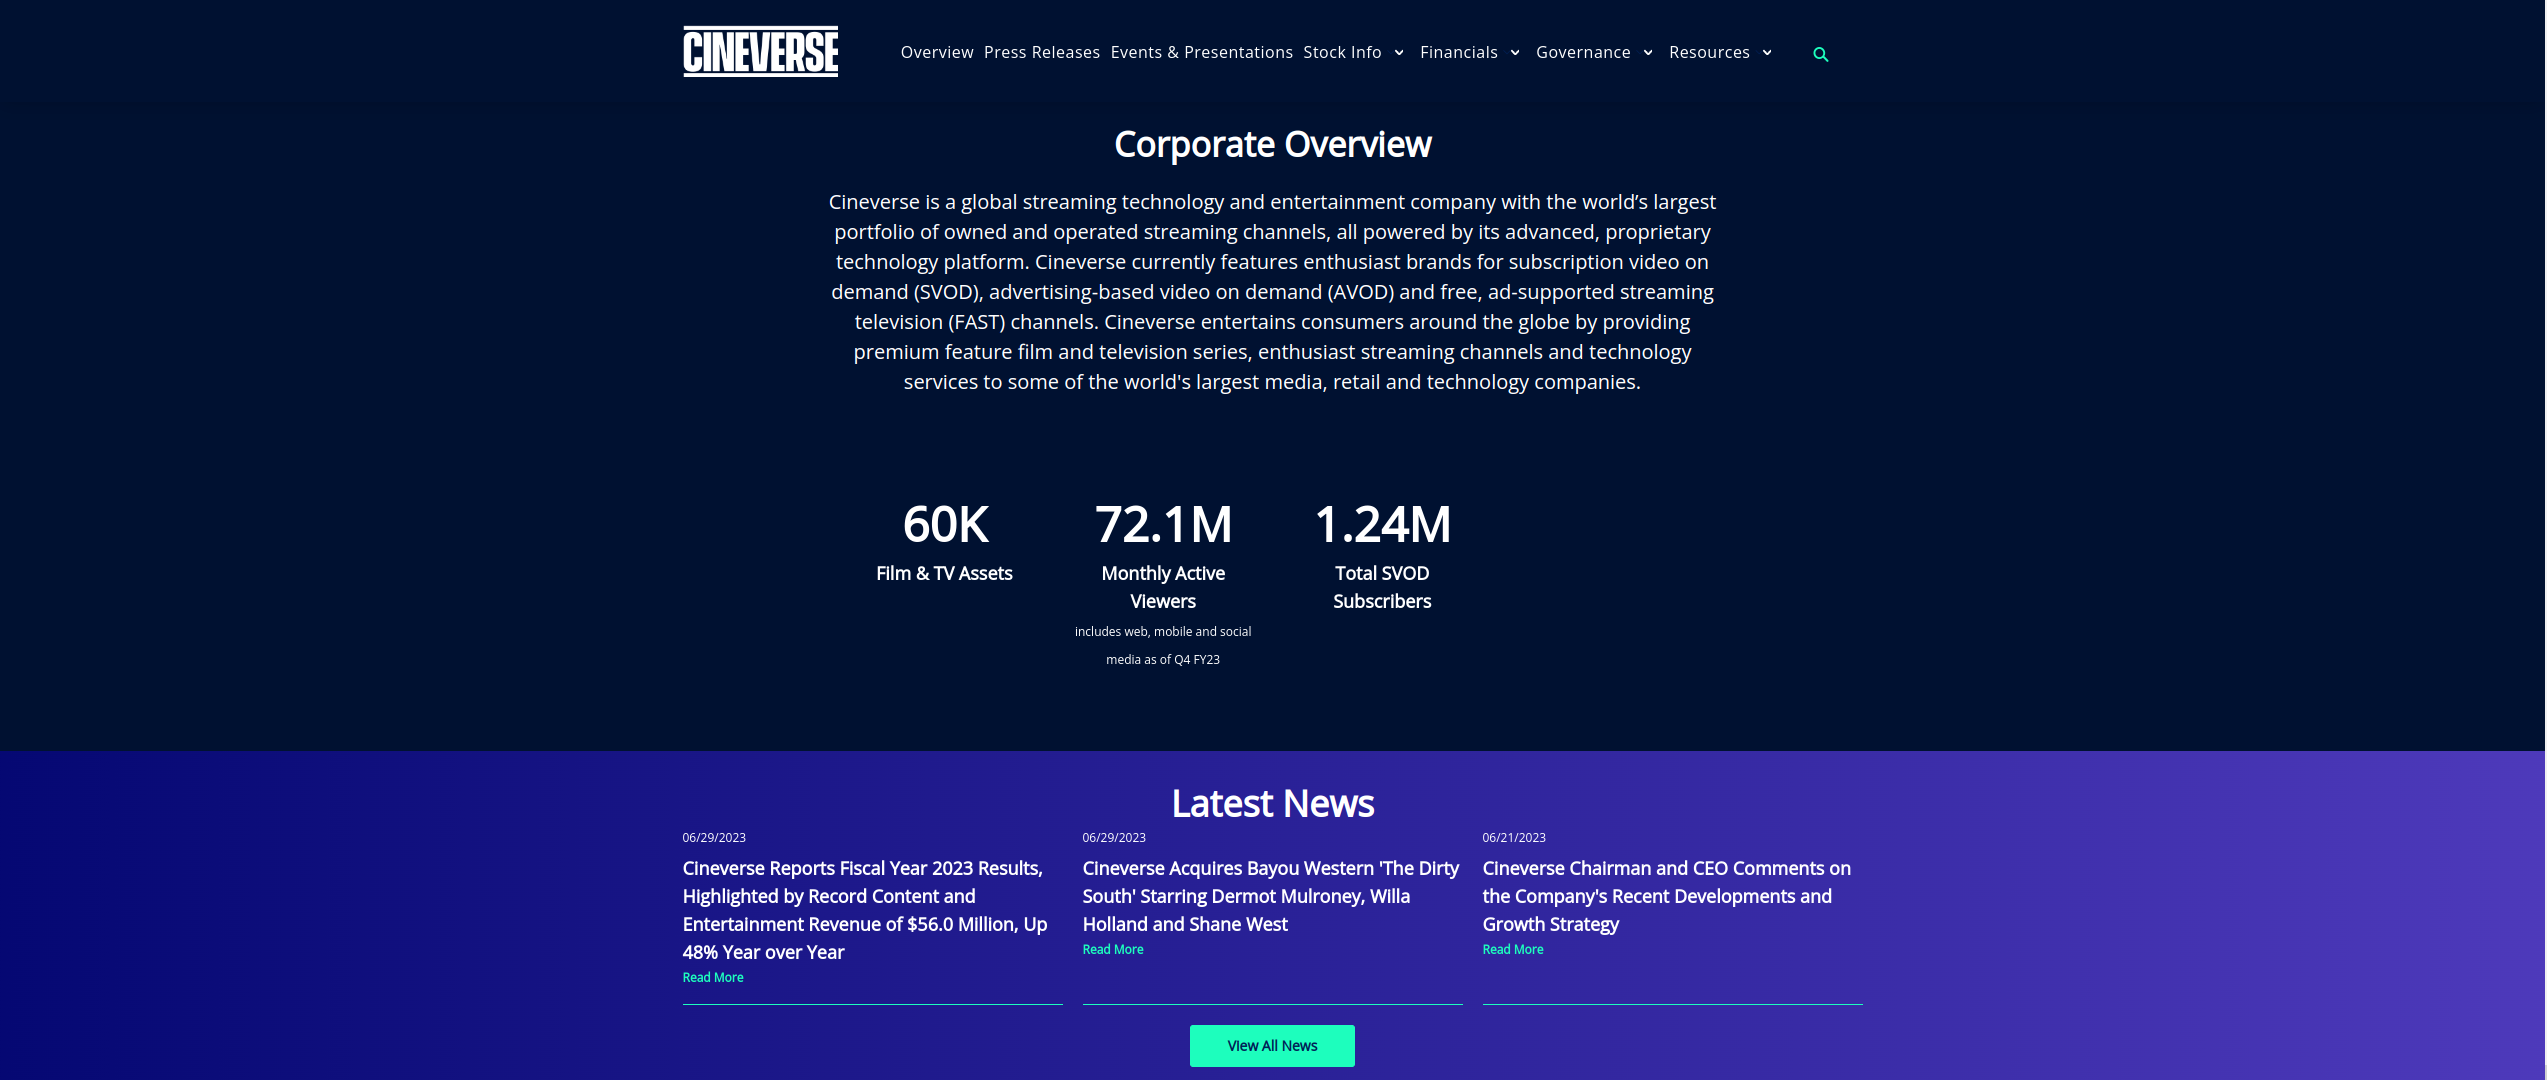 CINEVERSE
Overview Press Releases Events & Presentations Stock Info Financials Governance Resources
Corporate Overview
Cineverse is a global streaming technology and entertainment company with the world’s largest
portfolio of owned and operated streaming channels, all powered by its advanced, proprietary
technology platform. Cineverse currently features enthusiast brands for subscription video on
demand (SVOD), advertising-based video on demand (AVOD) and free, ad-supported streaming
television (FAST) channels. Cineverse entertains consumers around the globe by providing
premium feature film and television series, enthusiast streaming channels and technology
services to some of the world's largest media, retail and technology companies.
60K
Film & TV Assets
72.1M
Monthly Active
Viewers
includes web, mobile and social
media as of Q4 FY23
1.24M
Total SVOD
Subscribers
Latest News
06/29/2023
Cineverse Reports Fiscal Year 2023 Results,
Highlighted by Record Content and
Entertainment Revenue of $56.0 Million, Up
48% Year over Year
Read More
06/29/2023
Cineverse Acquires Bayou Western 'The Dirty
South' Starring Dermot Mulroney, Willa
Holland and Shane West
Read More
06/21/2023
Cineverse Chairman and CEO Comments on
the Company's Recent Developments and
Growth Strategy
Read More
View All News